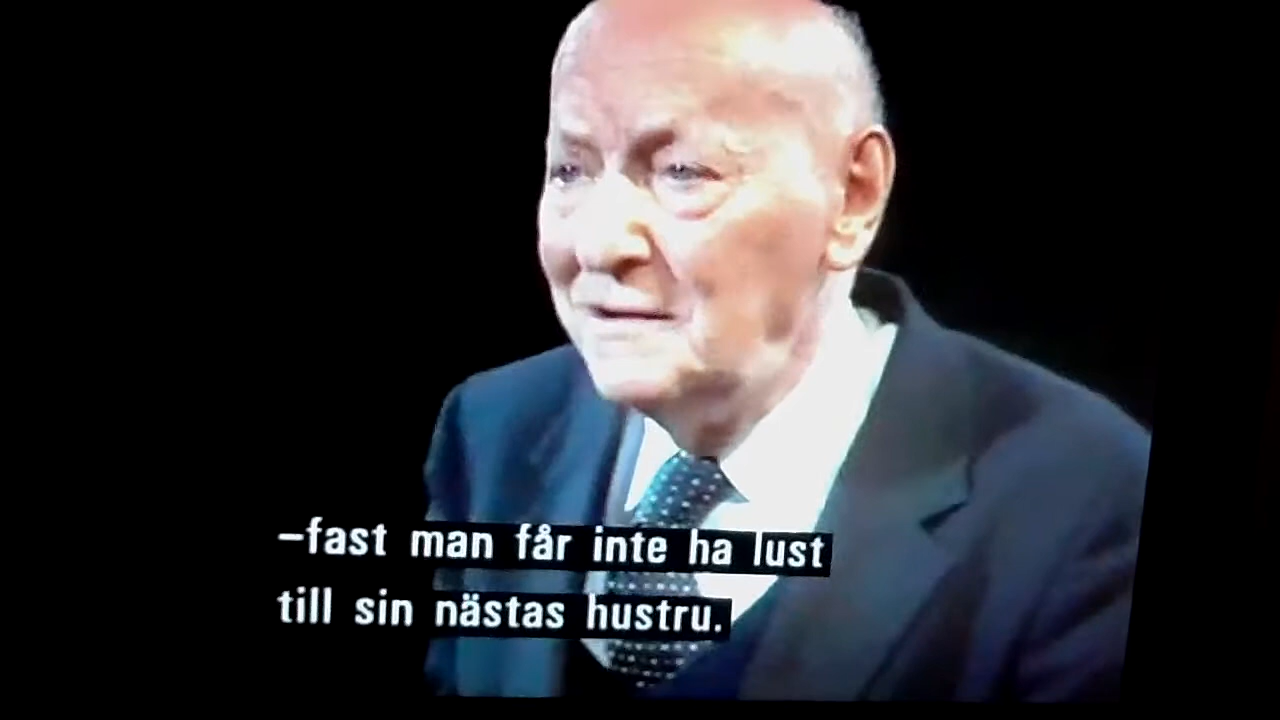 –fast man får inte ha lust
till sin nästas hustru.